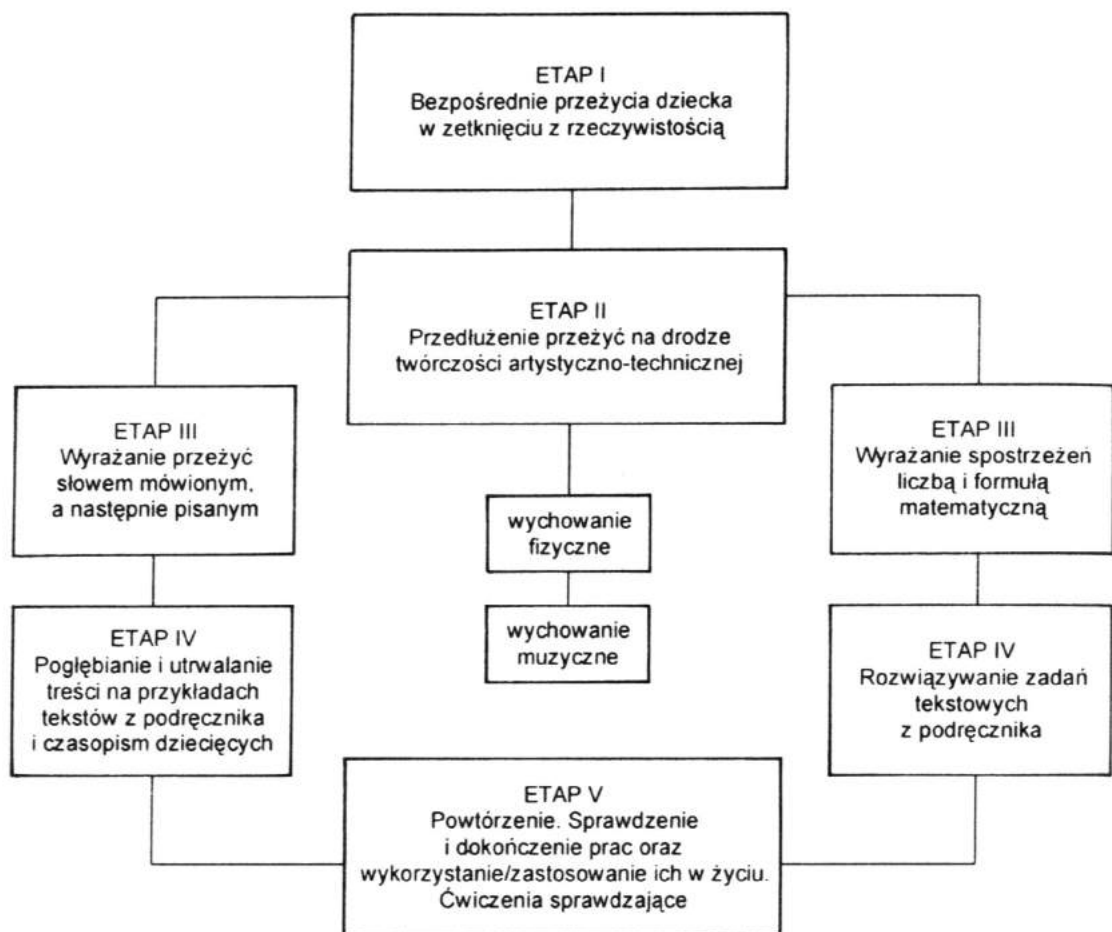 ETAP I
Bezpośrednie przeżycia dziecka
w zetknięciu z rzeczywistością
ETAP II
Przedłużenie przeżyć na drodze
twórczości artystyczno-technicznej
ETAP III
Wyrażanie przeżyć
słowem mówionym,
a następnie pisanym
ETAP III
Wyrażanie spostrzeżeń
liczbą i formułą
matematyczną
wychowanie
fizyczne
wychowanie
muzyczne
ETAP IV
Pogłębianie i utrwalanie
treści na przykładach
tekstów z podręcznika
i czasopism dziecięcych
ETAP IV
Rozwiązywanie zadań
tekstowych
z podręcznika
ETAP V
Powtórzenie. Sprawdzenie
i dokończenie prac oraz
wykorzystanie/zastosowanie ich w życiu.
Ćwiczenia sprawdzające